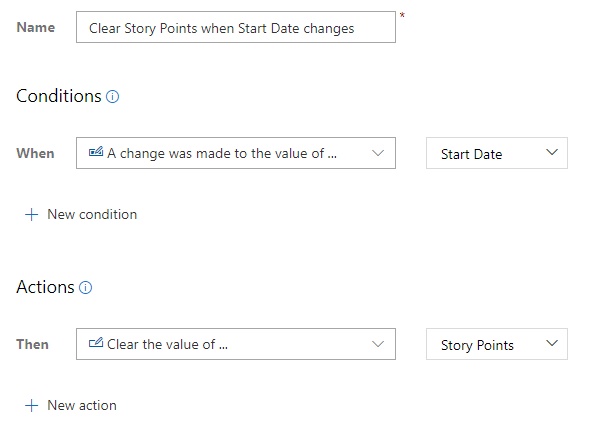 Name Clear Story Points when Start Date changes *
Conditions
When A change was made to the value of ... Start Date
+ New condition
Actions
Then Clear the value of ... Story Points
+ New action